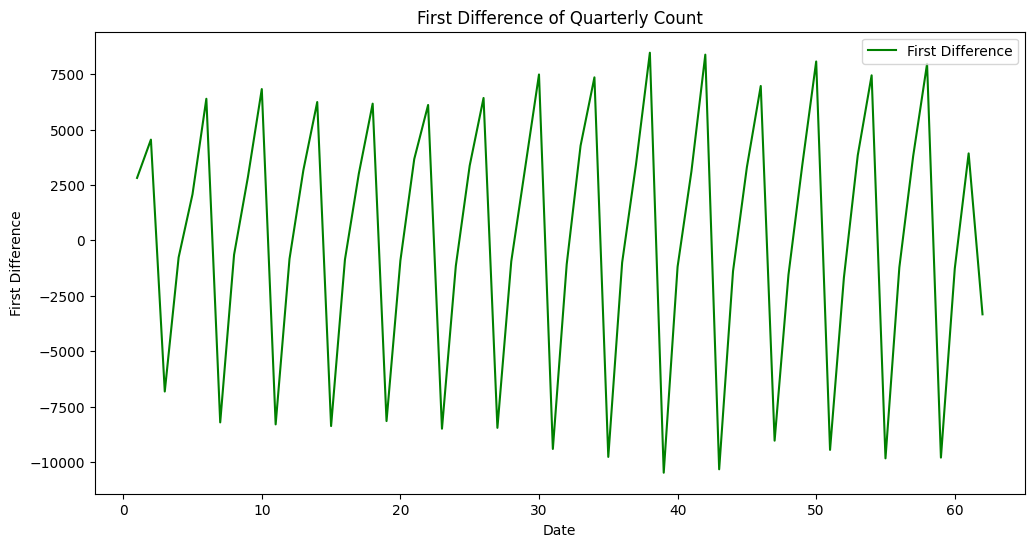 First Difference of Quarterly Count
First Difference
7500
5000
2500
0
−2500
−5000
−7500
−10000
First Difference
0 10 20 30 40 50 60
Date